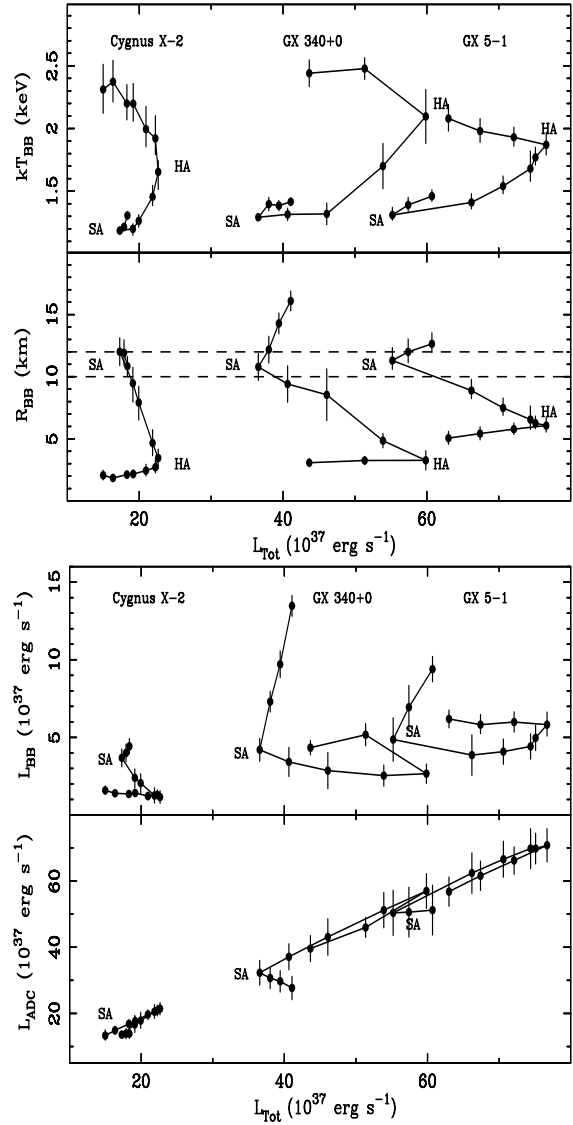 Cygnus X-2 GX 340+0 GX 5-1
kT_BB (keV)
2.5
2
1.5
HA HA HA
SA SA SA
R_BB (km)
15
10
5
SA SA SA
HA HA HA
20 40 60
L_Tot (10^37 erg s^-1)
Cygnus X-2 GX 340+0 GX 5-1
L_BB (10^37 erg s^-1)
15
10
5
SA SA SA
L_ADC (10^37 erg s^-1)
60
40
20
SA SA SA
20 40 60
L_Tot (10^37 erg s^-1)